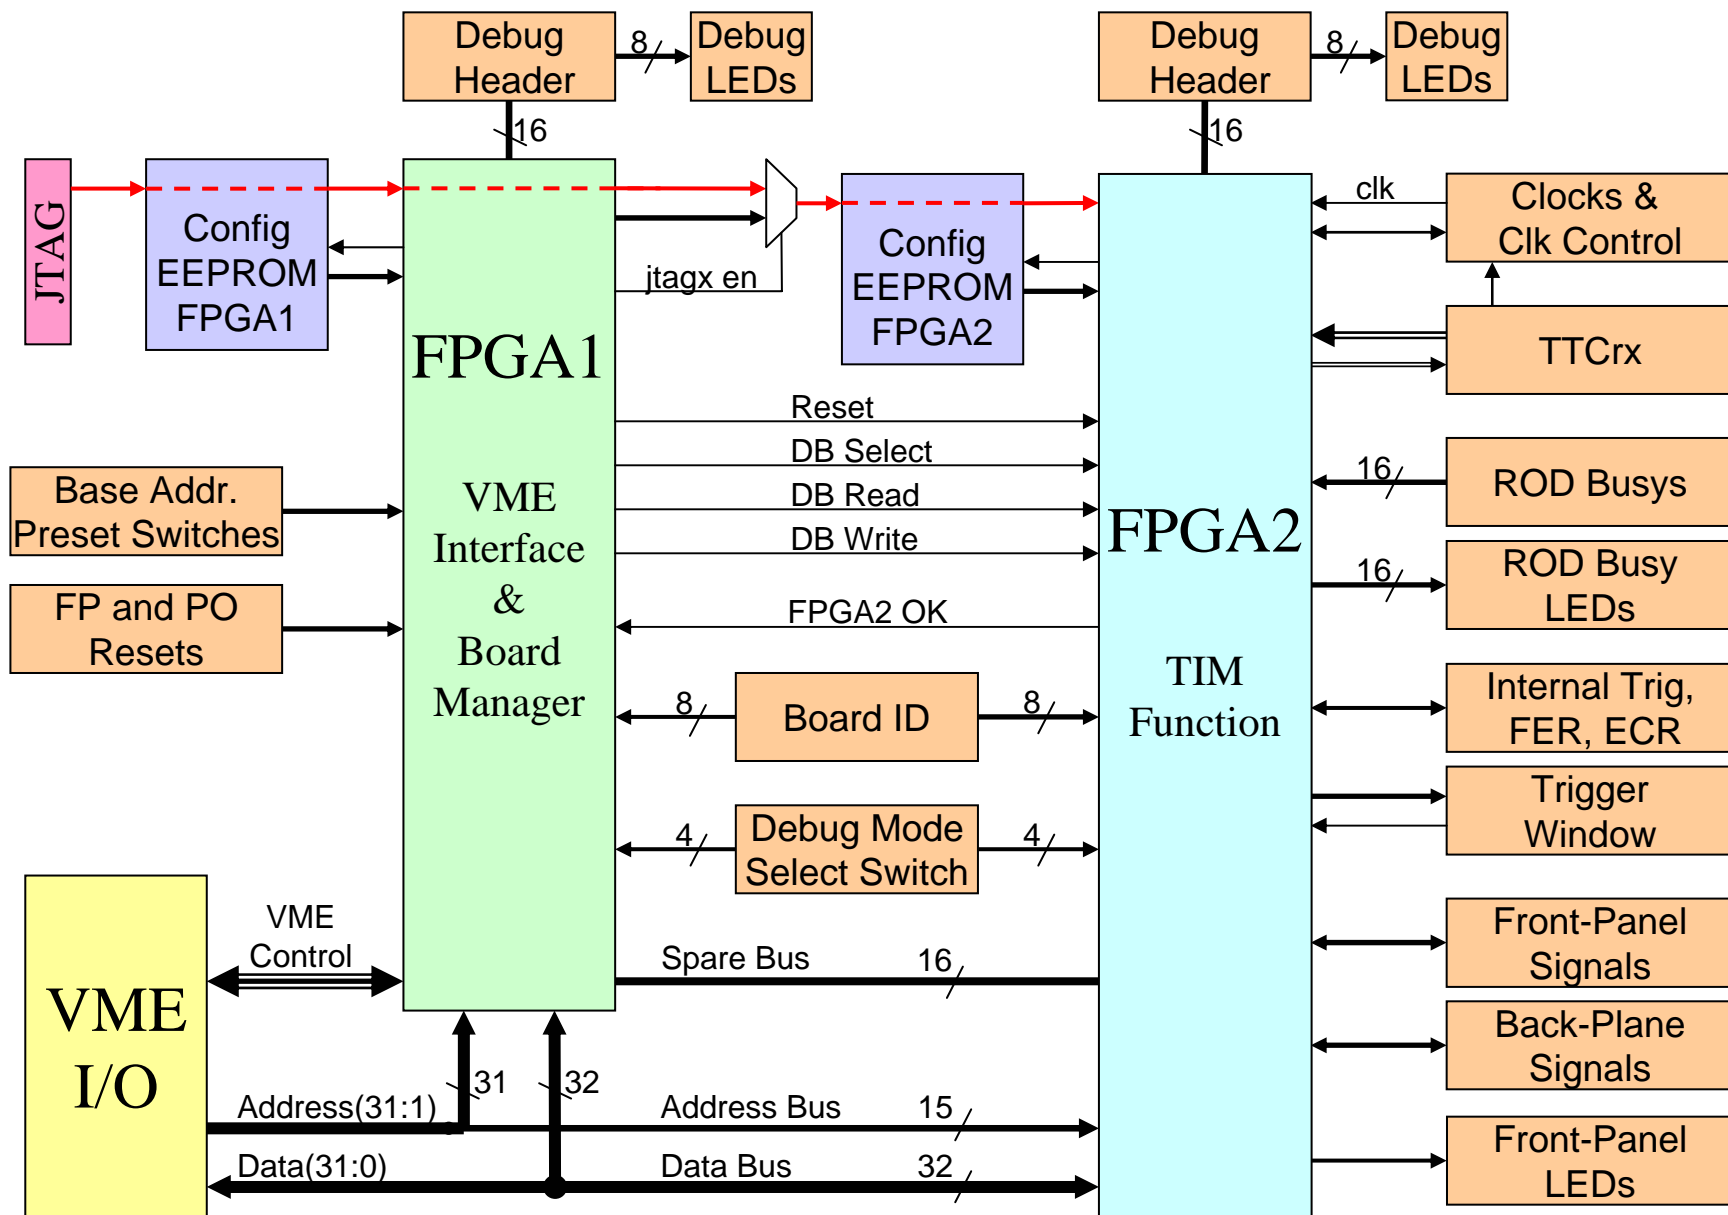 Debug
Header
8
Debug
LEDs
16
Debug
Header
8
Debug
LEDs
16
JTAG
Config
EEPROM
FPGA1
jtagx en
Config
EEPROM
FPGA2
clk
Clocks &
Clk Control
TTCrx
FPGA1
VME
Interface
&
Board
Manager
Reset
DB Select
DB Read
DB Write
FPGA2 OK
FPGA2
TIM
Function
16
ROD Busys
16
ROD Busy
LEDs
Base Addr.
Preset Switches
FP and PO
Resets
8
Board ID
8
Internal Trig,
FER, ECR
4
Debug Mode
Select Switch
4
Trigger
Window
VME
Control
VME
I/O
Spare Bus
16
Front-Panel
Signals
Back-Plane
Signals
31
32
Address(31:1)
Address Bus
15
Data(31:0)
Data Bus
32
Front-Panel
LEDs